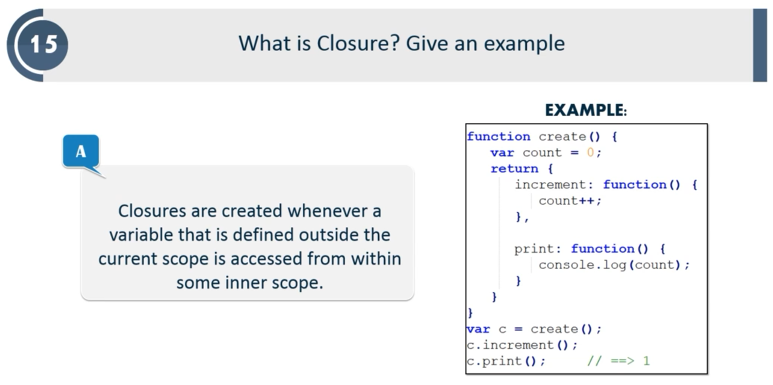 15
What is Closure? Give an example
A
Closures are created whenever a
variable that is defined outside the
current scope is accessed from within
some inner scope.
EXAMPLE:
function create() {
   var count = 0;
   return {
      increment: function() {
         count++;
      },

      print: function() {
         console.log(count);
      }
   }
}
var c = create();
c.increment();
c.print();     // ==> 1